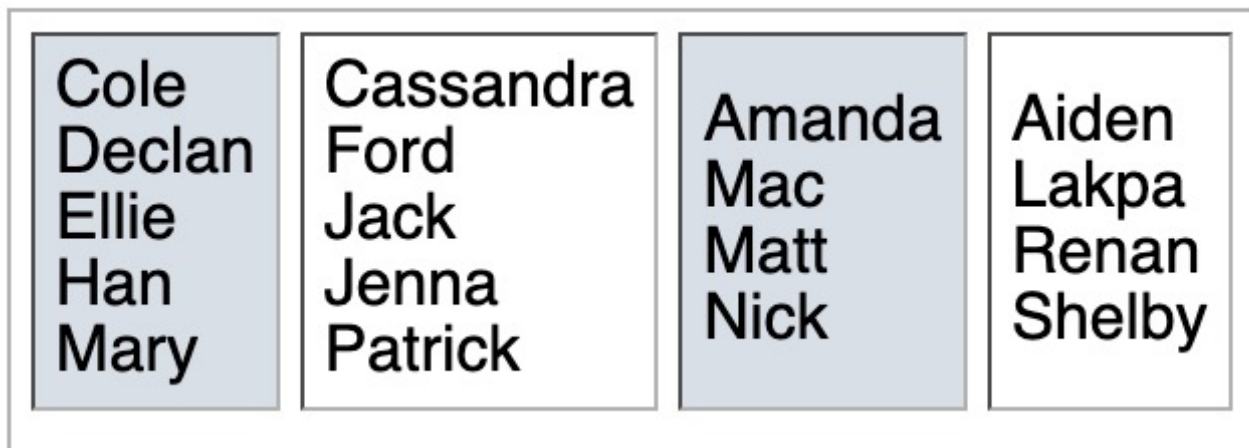 Cole
Declan
Ellie
Han
Mary
Cassandra
Ford
Jack
Jenna
Patrick
Amanda
Mac
Matt
Nick
Aiden
Lakpa
Renan
Shelby